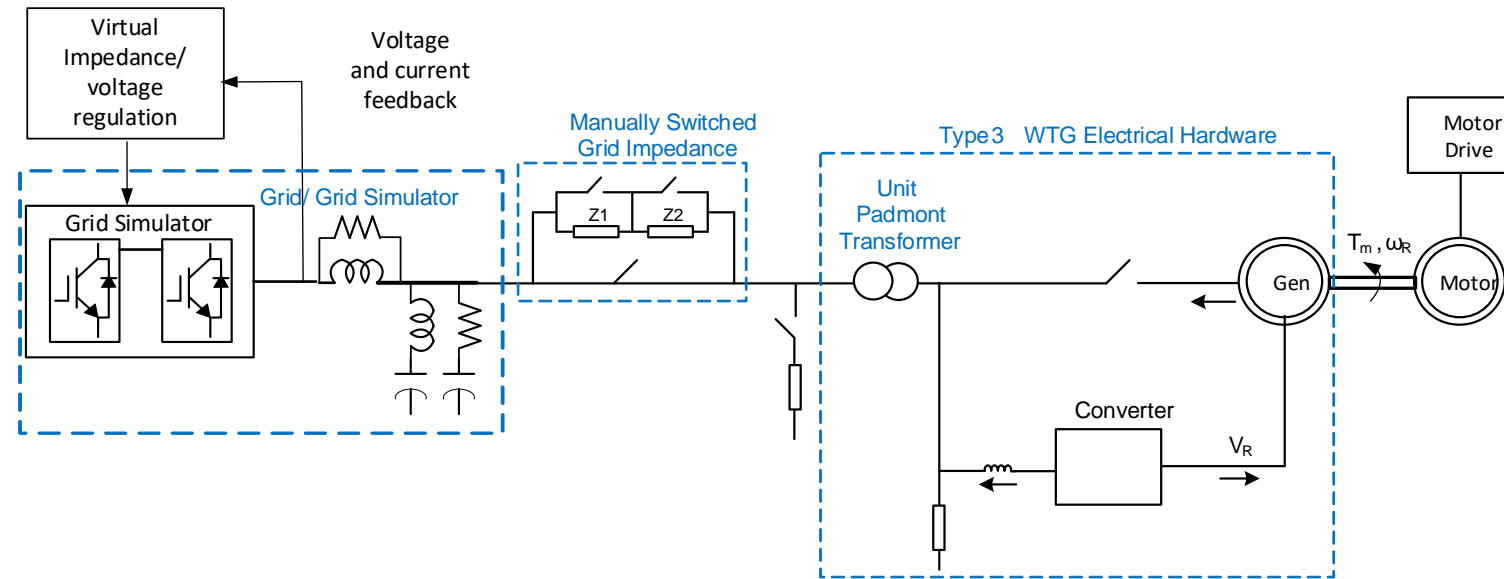 Virtual
Impedance/
voltage
regulation
Voltage
and current
feedback
Manually Switched
Grid Impedance
Type 3 WTG Electrical Hardware
Motor
Drive
Grid/ Grid Simulator
Grid Simulator
Z1
Z2
Unit
Padmont
Transformer
Tm , ωR
Gen
Motor
Converter
VR